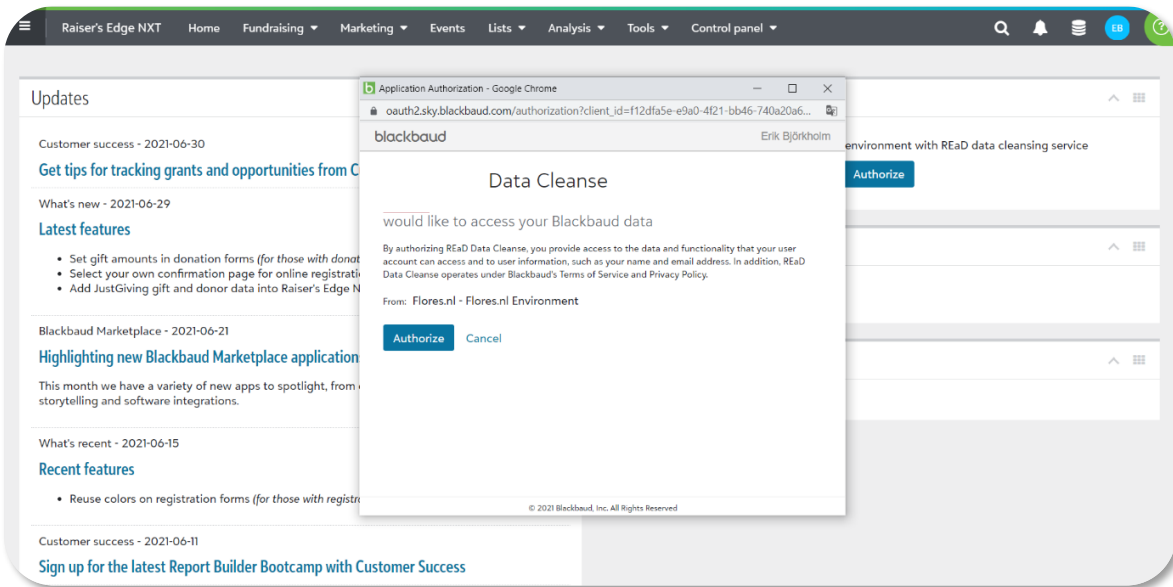 Raiser's Edge NXT Home Fundraising Marketing Events Lists Analysis Tools Control panel EB ?
Updates
Customer success - 2021-06-30
Get tips for tracking grants and opportunities from C
What's new - 2021-06-29
Latest features
• Set gift amounts in donation forms (for those with donat
• Select your own confirmation page for online registrati
• Add JustGiving gift and donor data into Raiser's Edge N
Blackbaud Marketplace - 2021-06-21
Highlighting new Blackbaud Marketplace application
This month we have a variety of new apps to spotlight, from
storytelling and software integrations.
What's recent - 2021-06-15
Recent features
• Reuse colors on registration forms (for those with registr
Customer success - 2021-06-11
Sign up for the latest Report Builder Bootcamp with Customer Success
Application Authorization - Google Chrome
oauth2.sky.blackbaud.com/authorization?client_id=f12dfa5e-e9a0-4f21-bb46-740a20a6...
blackbaud Erik Björkholm
Data Cleanse
would like to access your Blackbaud data
By authorizing REaD Data Cleanse, you provide access to the data and functionality that your user
account can access and to user information, such as your name and email address. In addition, REaD
Data Cleanse operates under Blackbaud's Terms of Service and Privacy Policy.
From: Flores.nl - Flores.nl Environment
Authorize Cancel
© 2021 Blackbaud, Inc. All Rights Reserved
environment with REaD data cleansing service
Authorize